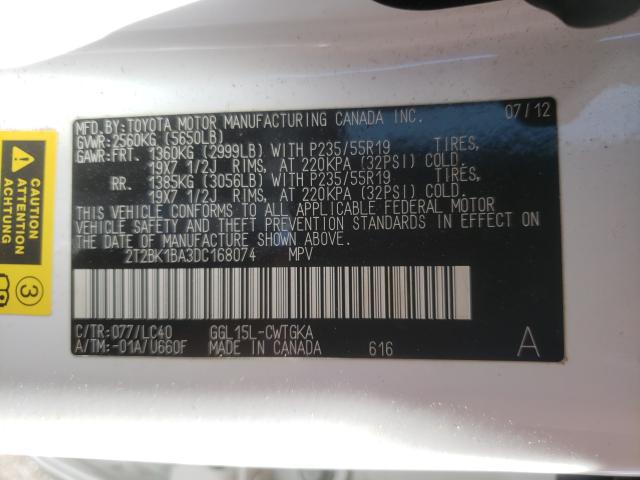 MFD. BY: TOYOTA MOTOR MANUFACTURING CANADA INC. 07/12
GVWR: 2560KG (5650LB)
GAWR: FRT. 1360KG (2999LB) WITH P235/55R19 TIRES,
19X7 1/2J RIMS, AT 220KPA (32PSI) COLD.
RR. 1385KG (3056LB) WITH P235/55R19 TIRES,
19X7 1/2J RIMS, AT 220KPA (32PSI) COLD.
THIS VEHICLE CONFORMS TO ALL APPLICABLE FEDERAL MOTOR
VEHICLE SAFETY AND THEFT PREVENTION STANDARDS IN EFFECT ON
THE DATE OF MANUFACTURE SHOWN ABOVE.
2T2BK1BA3DC168074 MPV
C/TR: 077/LC40 GGL15L-CWTGKA
A/TM: -01A/U660F MADE IN CANADA 616 A
CAUTION
ATTENTION
ACHTUNG
3